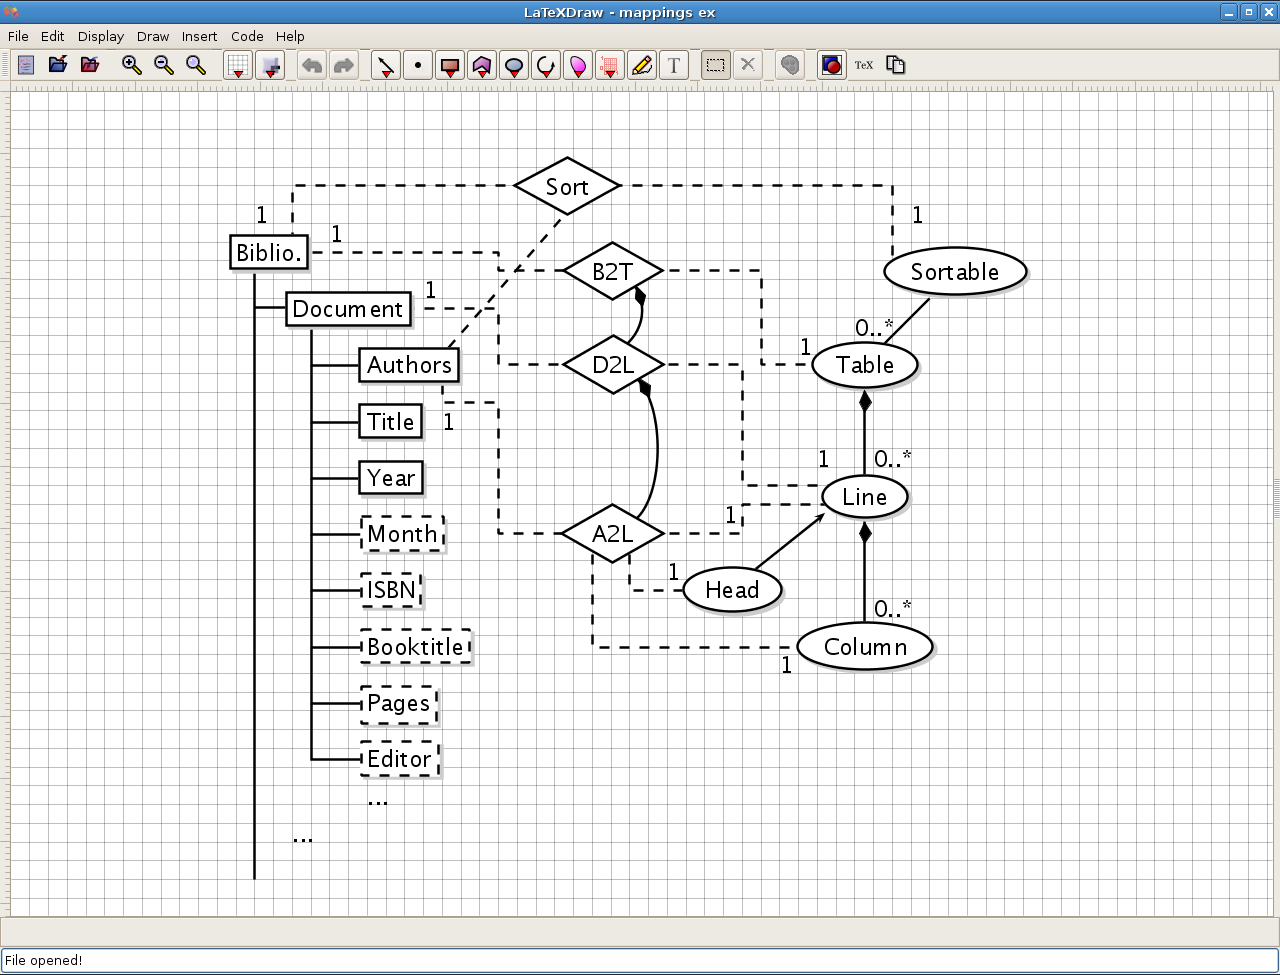 LaTeXDraw - mappings ex
File Edit Display Draw Insert Code Help
T TeX
Sort
1 1
1
Biblio.
B2T
Sortable
1
Document
0..*
1
Authors
D2L
Table
1
Title
1 0..*
Year
Line
1
Month
A2L
1
ISBN
Head
0..*
Booktitle
Column
1
Pages
Editor
...
...
File opened!